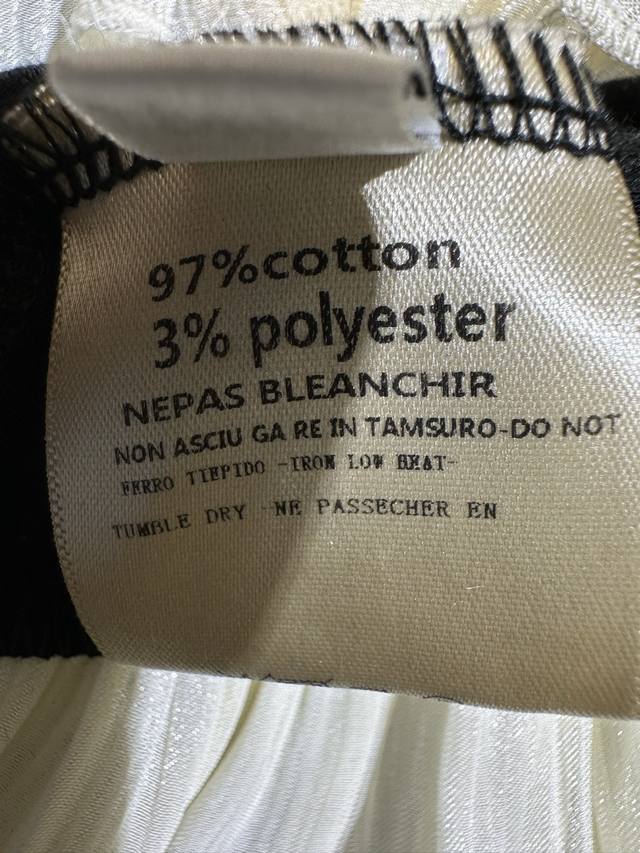 97%cotton
3% polyester
NEPAS BLEANCHIR
NON ASCIU GA RE IN TAMSURO-DO NOT
FERRO TIEPIDO -IRON LOW HEAT-
TUMBLE DRY NE PASSECHER EN